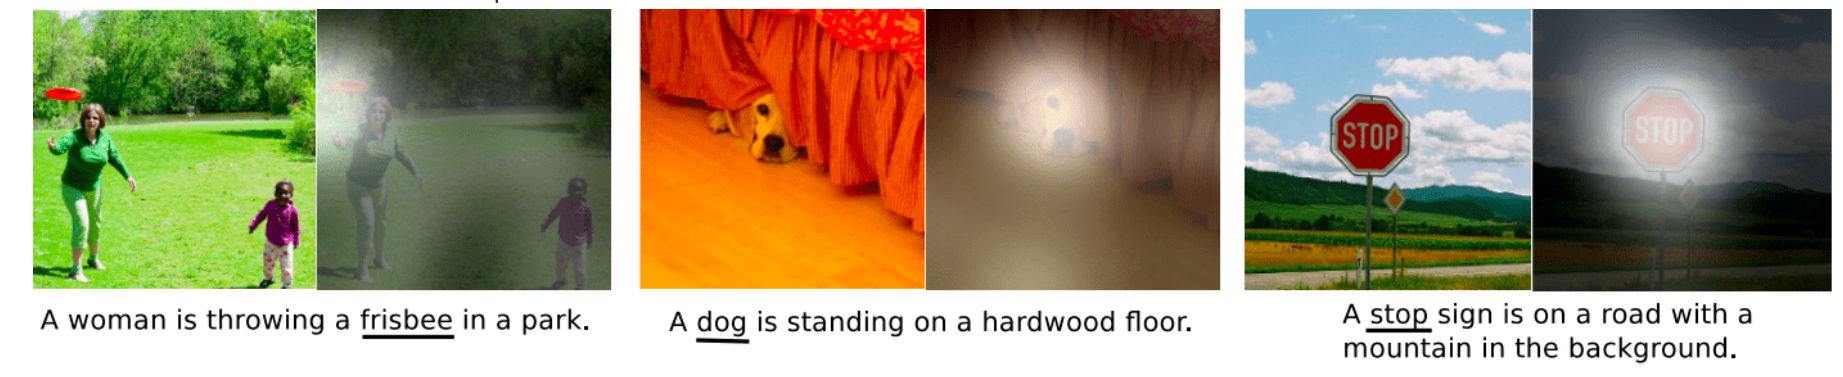 STOP
STOP
A woman is throwing a frisbee in a park.
A dog is standing on a hardwood floor.
A stop sign is on a road with a
mountain in the background.